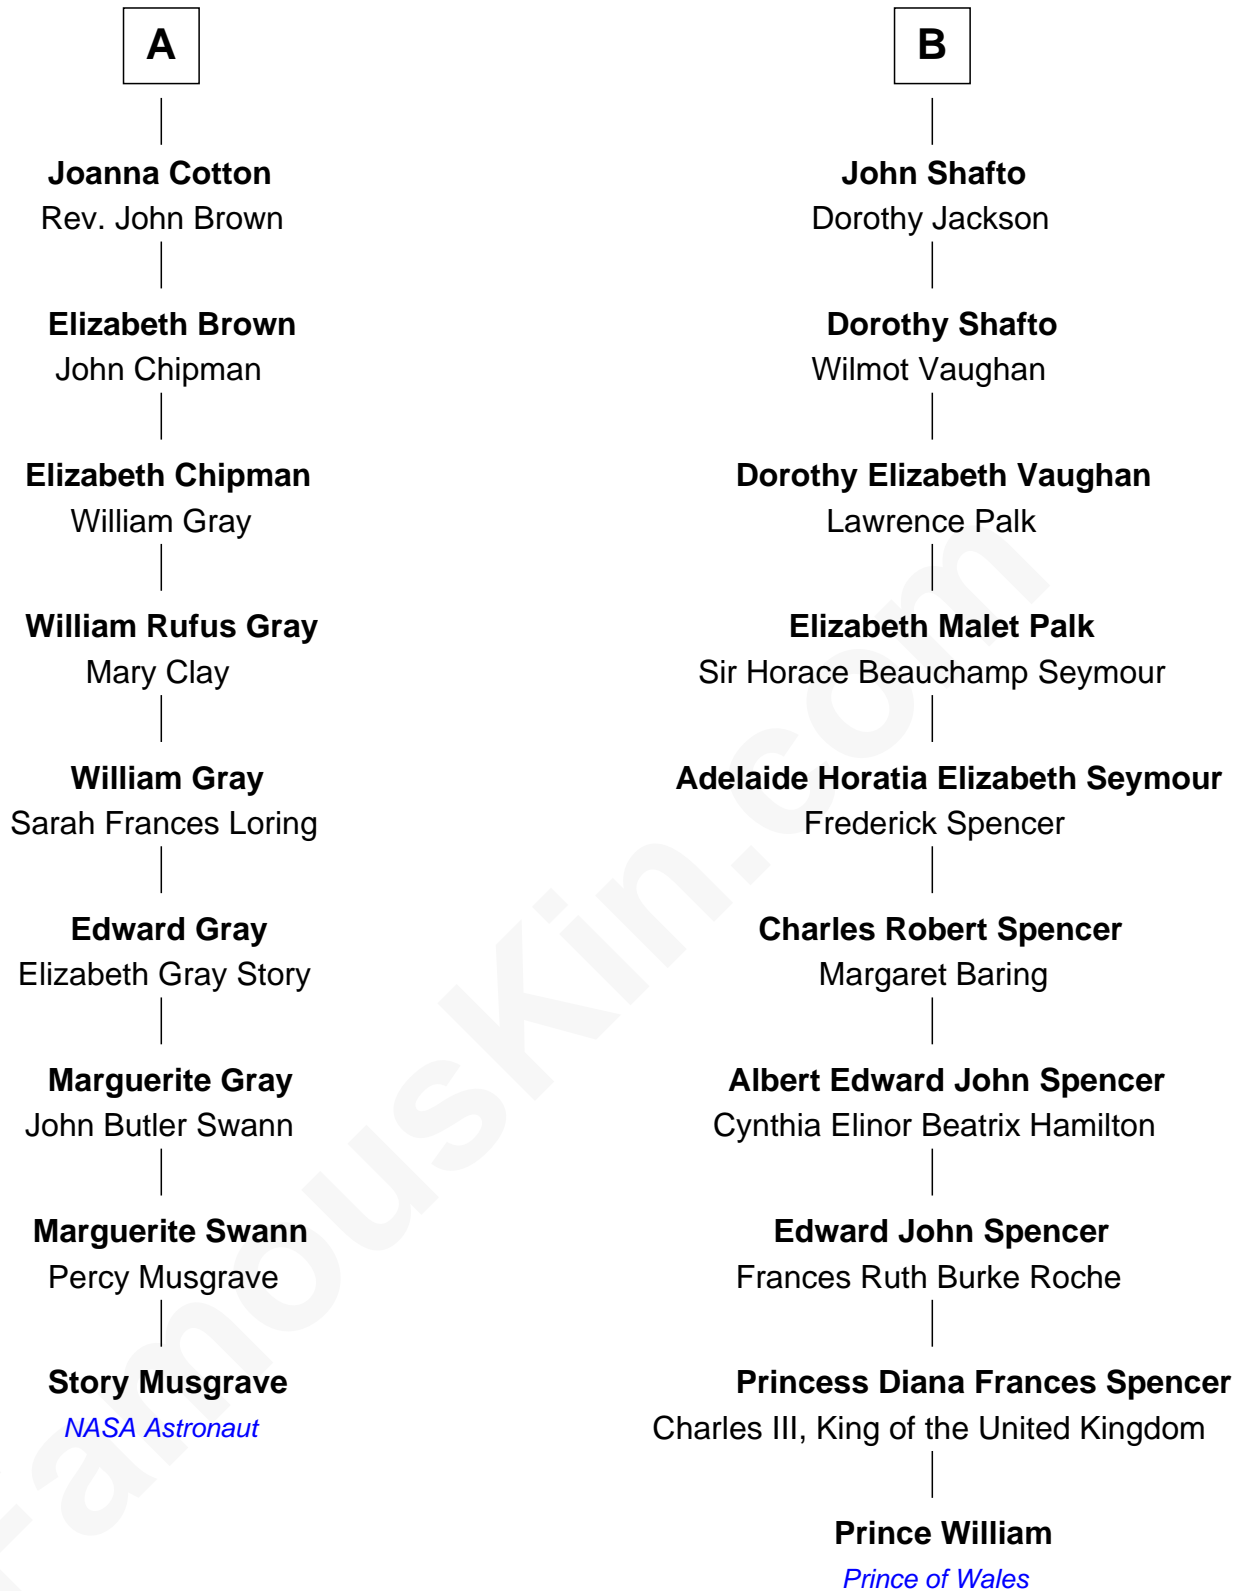 A
Joanna Cotton
Rev. John Brown
Elizabeth Brown
John Chipman
Elizabeth Chipman
William Gray
William Rufus Gray
Mary Clay
William Gray
Sarah Frances Loring
Edward Gray
Elizabeth Gray Story
Marguerite Gray
John Butler Swann
Marguerite Swann
Percy Musgrave
Story Musgrave
NASA Astronaut
B
John Shafto
Dorothy Jackson
Dorothy Shafto
Wilmot Vaughan
Dorothy Elizabeth Vaughan
Lawrence Palk
Elizabeth Malet Palk
Sir Horace Beauchamp Seymour
Adelaide Horatia Elizabeth Seymour
Frederick Spencer
Charles Robert Spencer
Margaret Baring
Albert Edward John Spencer
Cynthia Elinor Beatrix Hamilton
Edward John Spencer
Frances Ruth Burke Roche
Princess Diana Frances Spencer
Charles III, King of the United Kingdom
Prince William
Prince of Wales
FamousKin.com